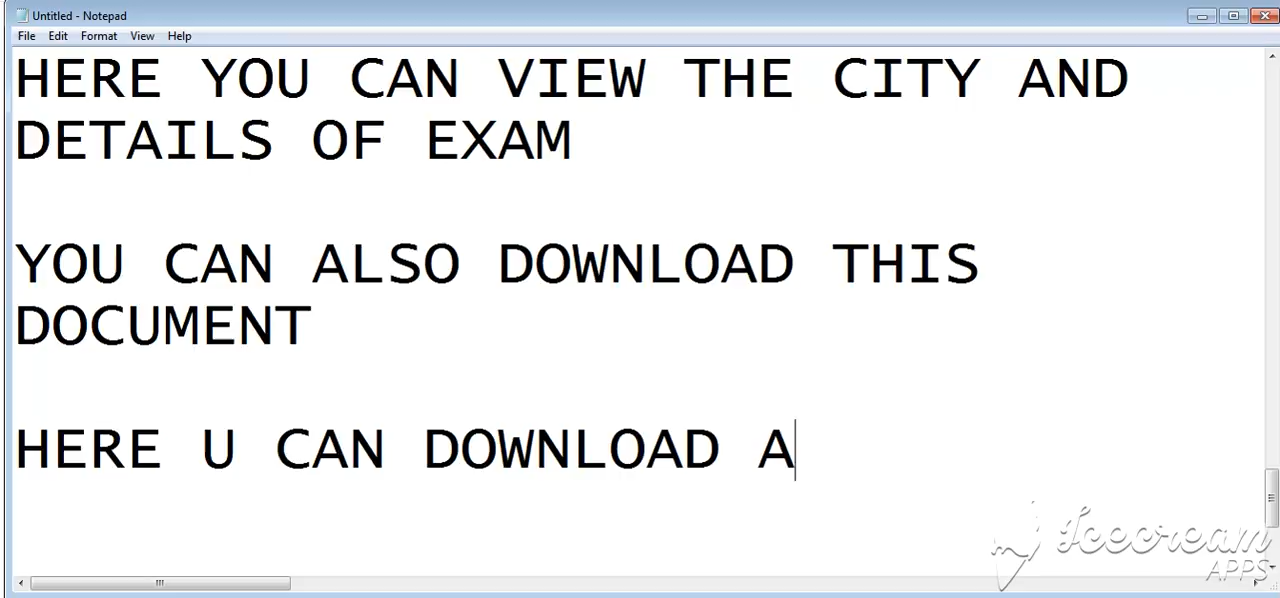 Untitled - Notepad
File Edit Format View Help
HERE YOU CAN VIEW THE CITY AND
DETAILS OF EXAM
YOU CAN ALSO DOWNLOAD THIS
DOCUMENT
HERE U CAN DOWNLOAD A
Icecream
APPS